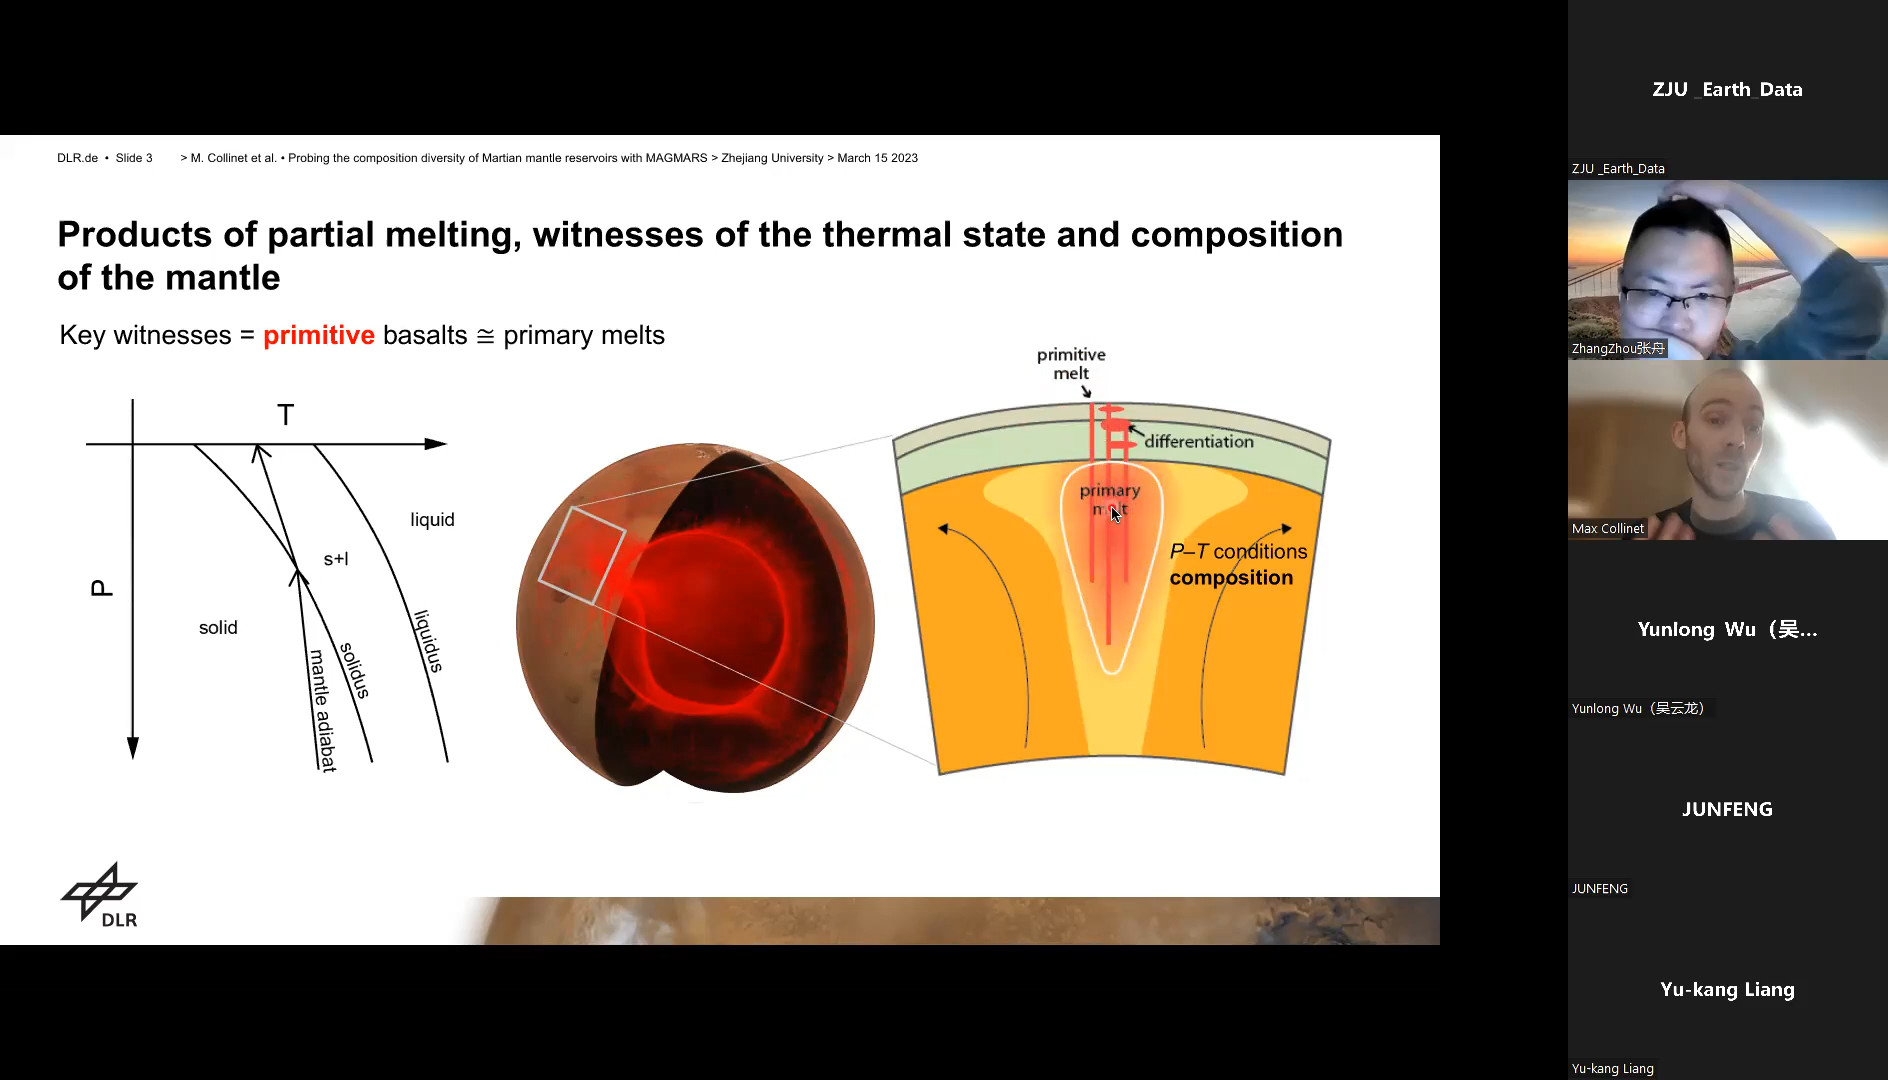 DLR.de • Slide 3 > M. Collinet et al. • Probing the composition diversity of Martian mantle reservoirs with MAGMARS > Zhejiang University > March 15 2023
Products of partial melting, witnesses of the thermal state and composition
of the mantle
Key witnesses = primitive basalts ≅ primary melts
T
P
liquid
s+l
solid
liquidus
solidus
mantle adiabat
primitive
melt
differentiation
primary
melt
P–T conditions
composition
DLR
ZJU _Earth_Data
ZJU _Earth_Data
ZhangZhou张舟
Max Collinet
Yunlong Wu（吴...
Yunlong Wu（吴云龙）
JUNFENG
JUNFENG
Yu-kang Liang
Yu-kang Liang